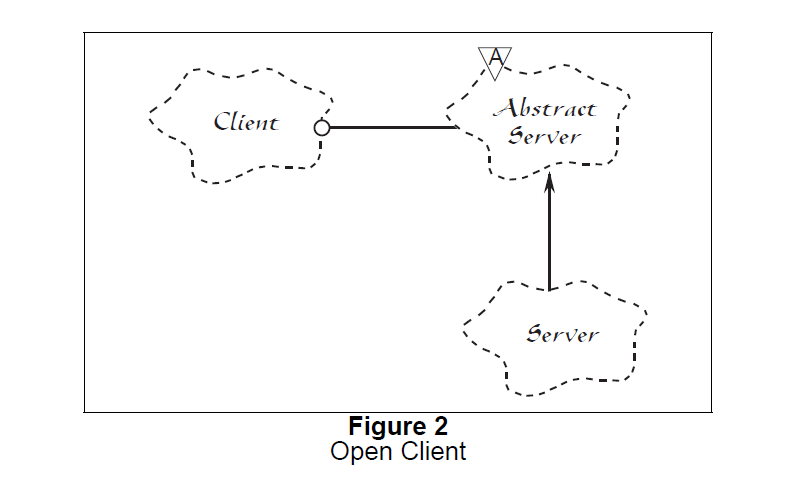 A
Client
Abstract
Server
Server
Figure 2
Open Client